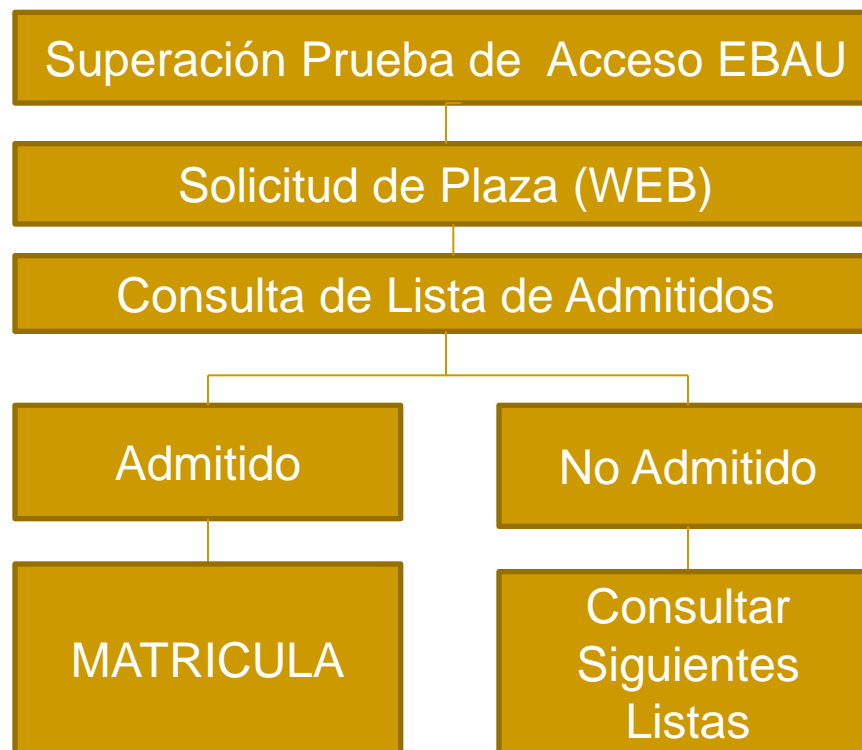 Superación Prueba de Acceso EBAU
Solicitud de Plaza (WEB)
Consulta de Lista de Admitidos
Admitido
No Admitido
MATRICULA
Consultar
Siguientes
Listas